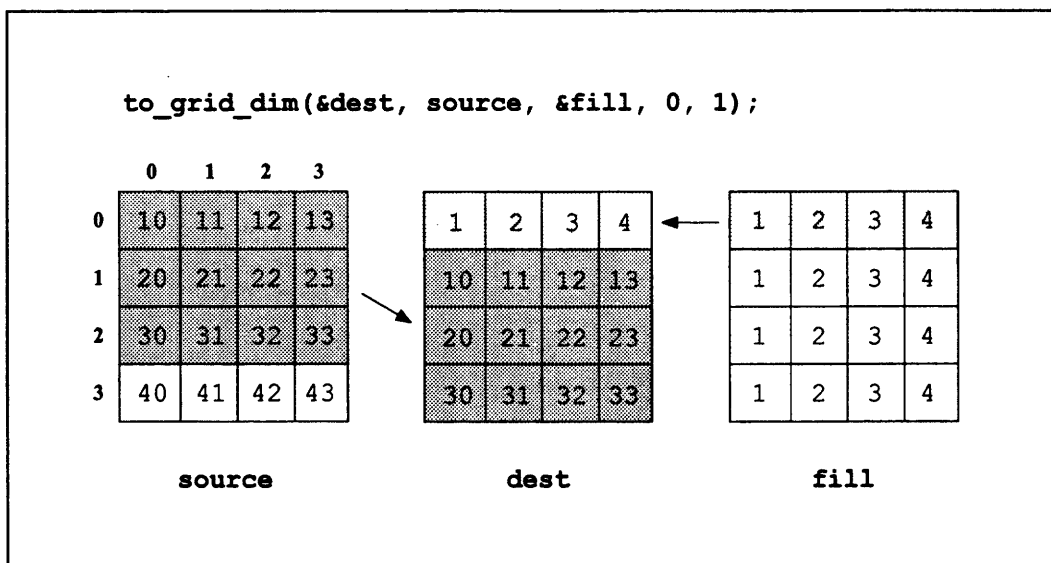 to_grid_dim(&dest, source, &fill, 0, 1);
0 1 2 3
0 10 11 12 13 1 2 3 4 1 2 3 4
1 20 21 22 23 10 11 12 13 1 2 3 4
2 30 31 32 33 20 21 22 23 1 2 3 4
3 40 41 42 43 30 31 32 33 1 2 3 4
source dest fill